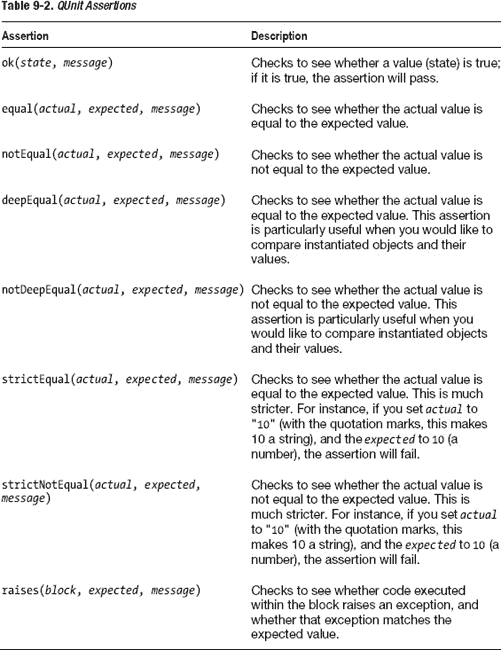 Table 9-2. QUnit Assertions
Assertion Description
ok(state, message) Checks to see whether a value (state) is true;
if it is true, the assertion will pass.
equal(actual, expected, message) Checks to see whether the actual value is
equal to the expected value.
notEqual(actual, expected, message) Checks to see whether the actual value is
not equal to the expected value.
deepEqual(actual, expected, message) Checks to see whether the actual value is
equal to the expected value. This assertion
is particularly useful when you would like to
compare instantiated objects and their
values.
notDeepEqual(actual, expected, message) Checks to see whether the actual value is
not equal to the expected value. This
assertion is particularly useful when you
would like to compare instantiated objects
and their values.
strictEqual(actual, expected, message) Checks to see whether the actual value is
equal to the expected value. This is much
stricter. For instance, if you set actual to
"10" (with the quotation marks, this makes
10 a string), and the expected to 10 (a
number), the assertion will fail.
strictNotEqual(actual, expected, Checks to see whether the actual value is
message) not equal to the expected value. This is
much stricter. For instance, if you set actual
to "10" (with the quotation marks, this
makes 10 a string), and the expected to 10 (a
number), the assertion will fail.
raises(block, expected, message) Checks to see whether code executed
within the block raises an exception, and
whether that exception matches the
expected value.